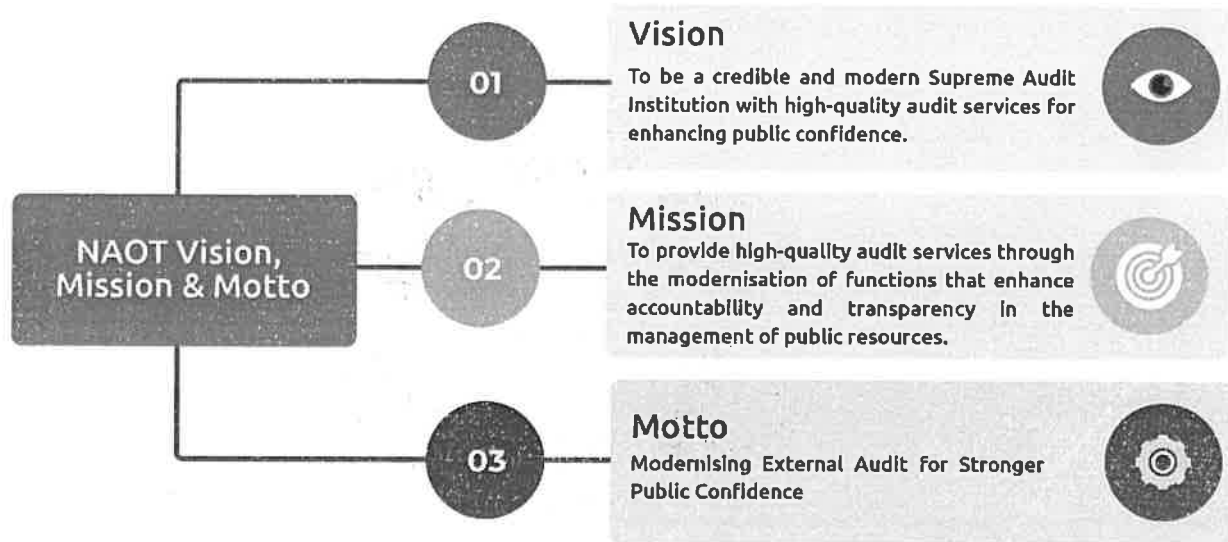 NAOT Vision,
Mission & Motto
01
Vision
To be a credible and modern Supreme Audit
Institution with high-quality audit services for
enhancing public confidence.
02
Mission
To provide high-quality audit services through
the modernisation of functions that enhance
accountability and transparency in the
management of public resources.
03
Motto
Modernising External Audit for Stronger
Public Confidence